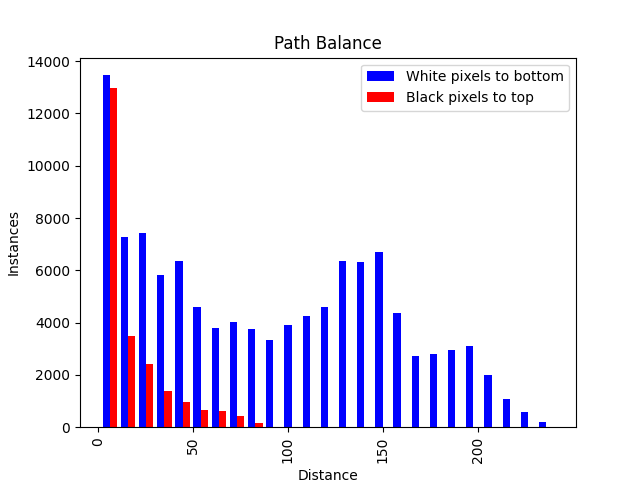 Path Balance
White pixels to bottom
Black pixels to top
Instances
14000
12000
10000
8000
6000
4000
2000
0
0
50
100
150
200
Distance